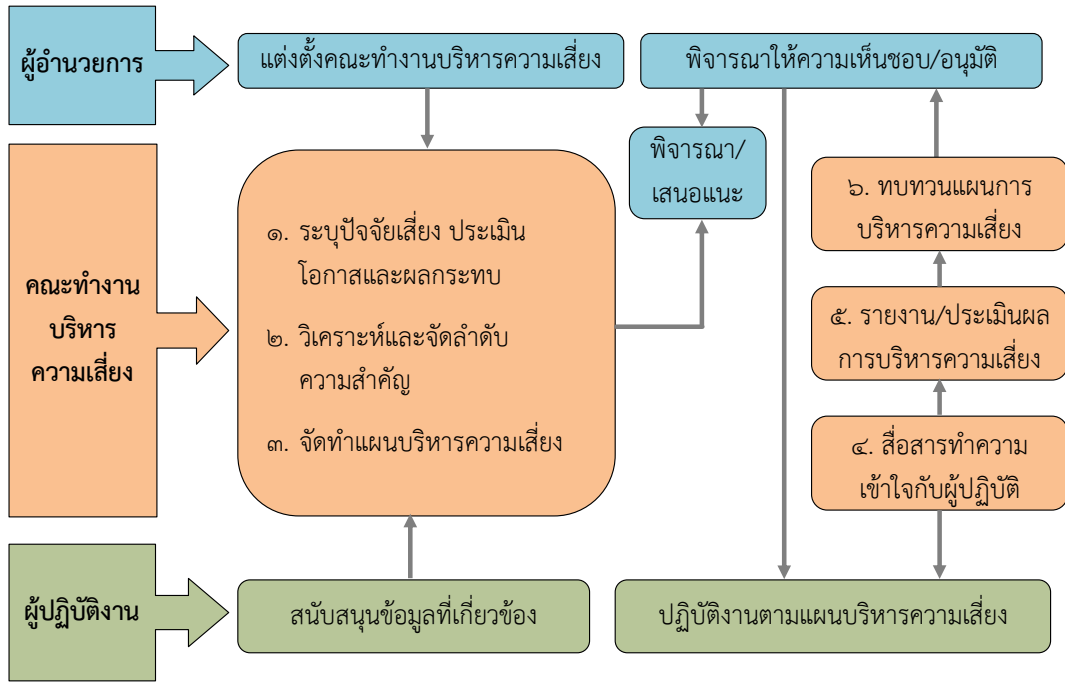 ผู้อำนวยการ
แต่งตั้งคณะทำงานบริหารความเสี่ยง
พิจารณาให้ความเห็นชอบ/อนุมัติ
พิจารณา/
เสนอแนะ
คณะทำงาน
บริหาร
ความเสี่ยง
๑. ระบุปัจจัยเสี่ยง ประเมิน
โอกาสและผลกระทบ
๒. วิเคราะห์และจัดลำดับ
ความสำคัญ
๓. จัดทำแผนบริหารความเสี่ยง
๖. ทบทวนแผนการ
บริหารความเสี่ยง
๕. รายงาน/ประเมินผล
การบริหารความเสี่ยง
๔. สื่อสารทำความ
เข้าใจกับผู้ปฏิบัติ
ผู้ปฏิบัติงาน
สนับสนุนข้อมูลที่เกี่ยวข้อง
ปฏิบัติงานตามแผนบริหารความเสี่ยง